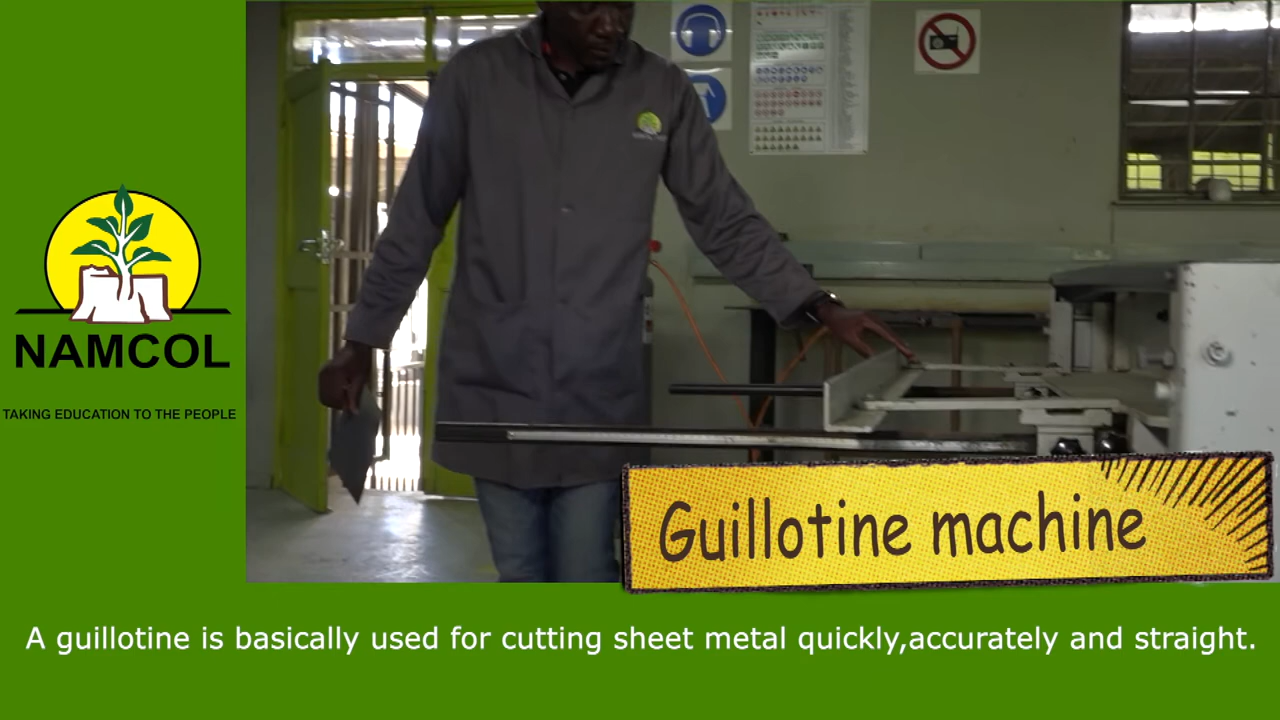 NAMCOL
TAKING EDUCATION TO THE PEOPLE
Guillotine machine
A guillotine is basically used for cutting sheet metal quickly,accurately and straight.